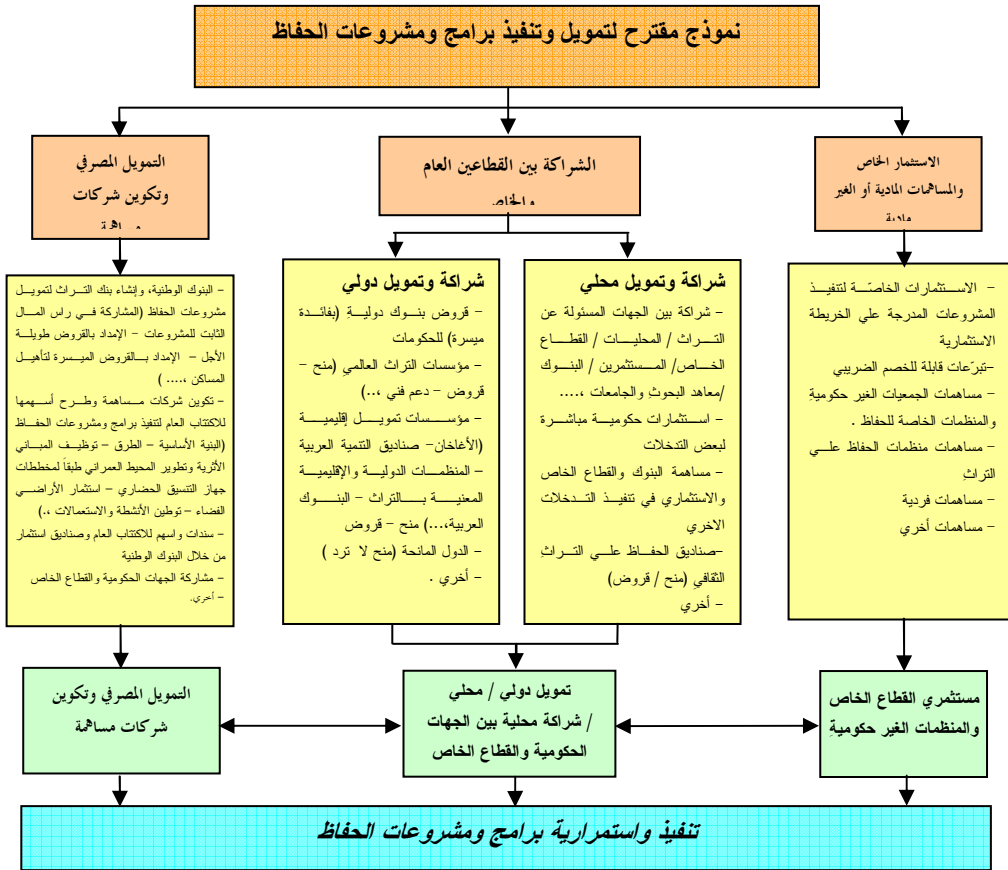 نموذج مقترح لتمويل وتنفيذ برامج ومشروعات الحفاظ
الاستثمار الخاص
والمساهمات المادية أو الغير
مادية
الشراكة بين القطاعين العام
والخاص
التمويل المصرفي
وتكوين شركات
مساهمة
– الاستثمارات الخاصة لتنفيذ
المشروعات المدرجة علي الخريطة
الاستثمارية
–تبرعات قابلة للخصم الضريبي
– مساهمات الجمعيات الغير حكومية
والمنظمات الخاصة للحفاظ .
– مساهمات منظمات الحفاظ علي
التراث
– مساهمات فردية
– مساهمات أخري
شراكة وتمويل محلي
– شراكة بين الجهات المسئولة عن
التراث / المحليات / القطاع
الخاص/ المستثمرين / البنوك
/معاهد البحوث والجامعات ،....
– استثمارات حكومية مباشرة
لبعض التدخلات
– مساهمة البنوك والقطاع الخاص
والاستثماري في تنفيذ التدخلات
الاخري
–صناديق الحفاظ علي التراث
الثقافي (منح / قروض)
– أخري
شراكة وتمويل دولي
– قروض بنوك دولية (بفائدة
ميسرة) للحكومات
– مؤسسات التراث العالمي (منح –
قروض – دعم فني ،..)
– مؤسسات تمويل إقليمية
(الأغاخان– صناديق التنمية العربية
– المنظمات الدولية والإقليمية
المعنية بالتراث – البنوك
العربية،...) منح – قروض
– الدول المانحة (منح لا ترد )
– أخري .
– البنوك الوطنية، وإنشاء بنك التراث لتمويل
مشروعات الحفاظ (المشاركة في راس المال
الثابت للمشروعات – الإمداد بالقروض طويلة
الأجل – الإمداد بالقروض الميسرة لتأهيل
المساكن ،.... )
– تكوين شركات مساهمة وطرح أسهمها
للاكتتاب العام لتنفيذ برامج ومشروعات الحفاظ
(البنية الأساسية – الطرق – توظيف المباني
الأثرية وتطوير المحيط العمراني طبقاً لمخططات
جهاز التنسيق الحضاري – استثمار الأراضي
الفضاء – توطين الأنشطة والاستعمالات ،.)
– سندات واسهم للاكتتاب العام وصناديق استثمار
من خلال البنوك الوطنية
– مشاركة الجهات الحكومية والقطاع الخاص
– أخري.
مستثمري القطاع الخاص
والمنظمات الغير حكومية
تمويل دولي / محلي
/ شراكة محلية بين الجهات
الحكومية والقطاع الخاص
التمويل المصرفي وتكوين
شركات مساهمة
تنفيذ واستمرارية برامج ومشروعات الحفاظ